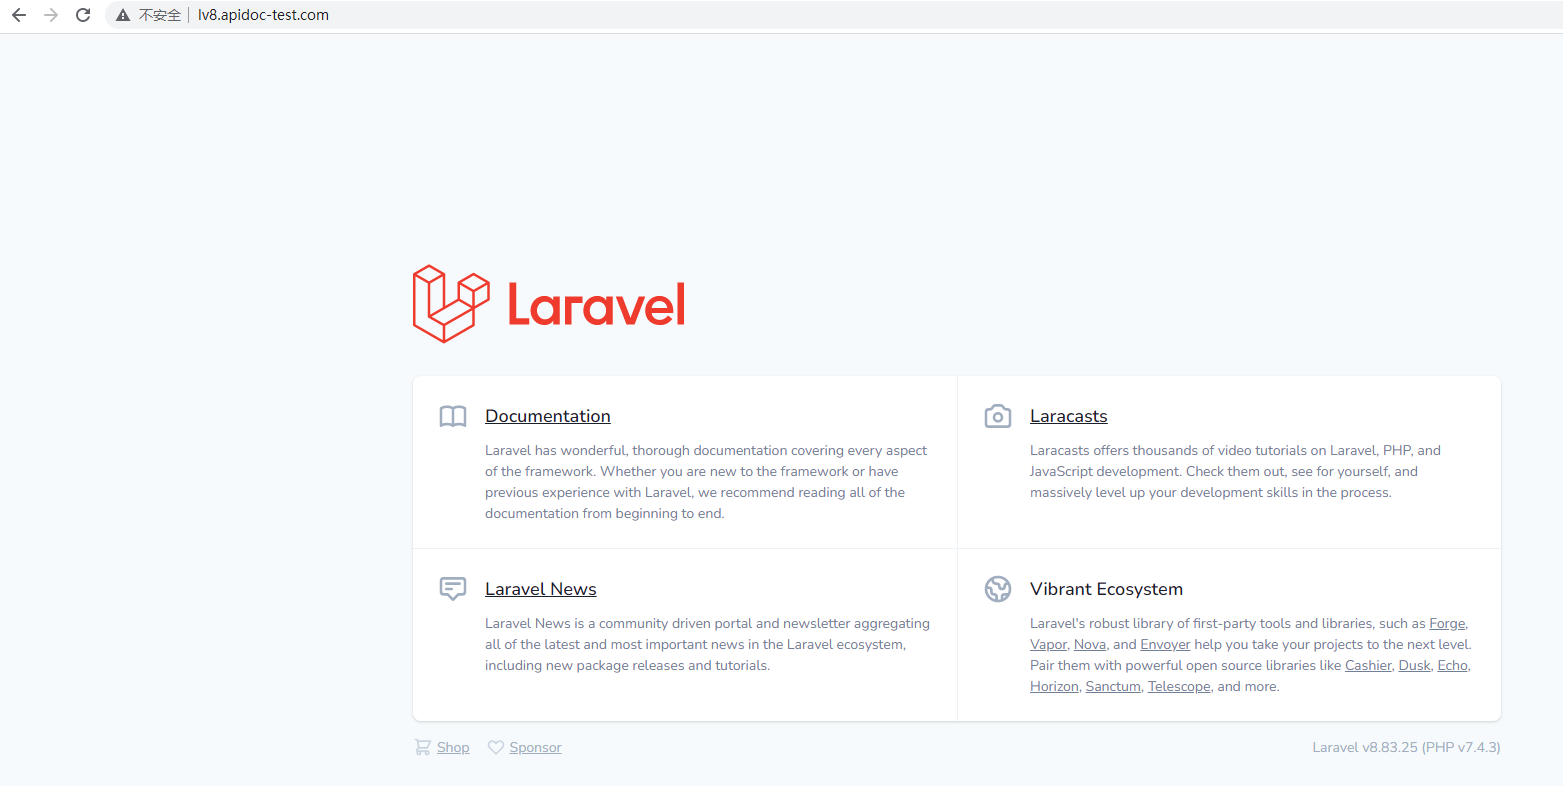 不安全 lv8.apidoc-test.com
Laravel
Documentation
Laravel has wonderful, thorough documentation covering every aspect
of the framework. Whether you are new to the framework or have
previous experience with Laravel, we recommend reading all of the
documentation from beginning to end.
Laracasts
Laracasts offers thousands of video tutorials on Laravel, PHP, and
JavaScript development. Check them out, see for yourself, and
massively level up your development skills in the process.
Laravel News
Laravel News is a community driven portal and newsletter aggregating
all of the latest and most important news in the Laravel ecosystem,
including new package releases and tutorials.
Vibrant Ecosystem
Laravel's robust library of first-party tools and libraries, such as Forge,
Vapor, Nova, and Envoyer help you take your projects to the next level.
Pair them with powerful open source libraries like Cashier, Dusk, Echo,
Horizon, Sanctum, Telescope, and more.
Shop Sponsor
Laravel v8.83.25 (PHP v7.4.3)